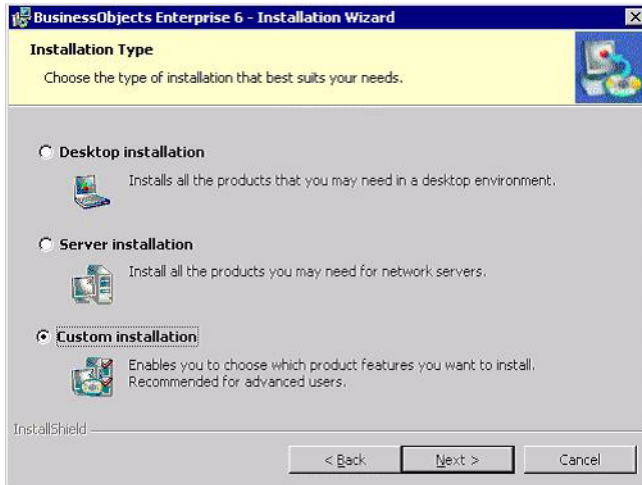 BusinessObjects Enterprise 6 - Installation Wizard
Installation Type
Choose the type of installation that best suits your needs.
Desktop installation
Installs all the products that you may need in a desktop environment.
Server installation
Install all the products you may need for network servers.
Custom installation
Enables you to choose which product features you want to install.
Recommended for advanced users.
InstallShield
< Back
Next >
Cancel